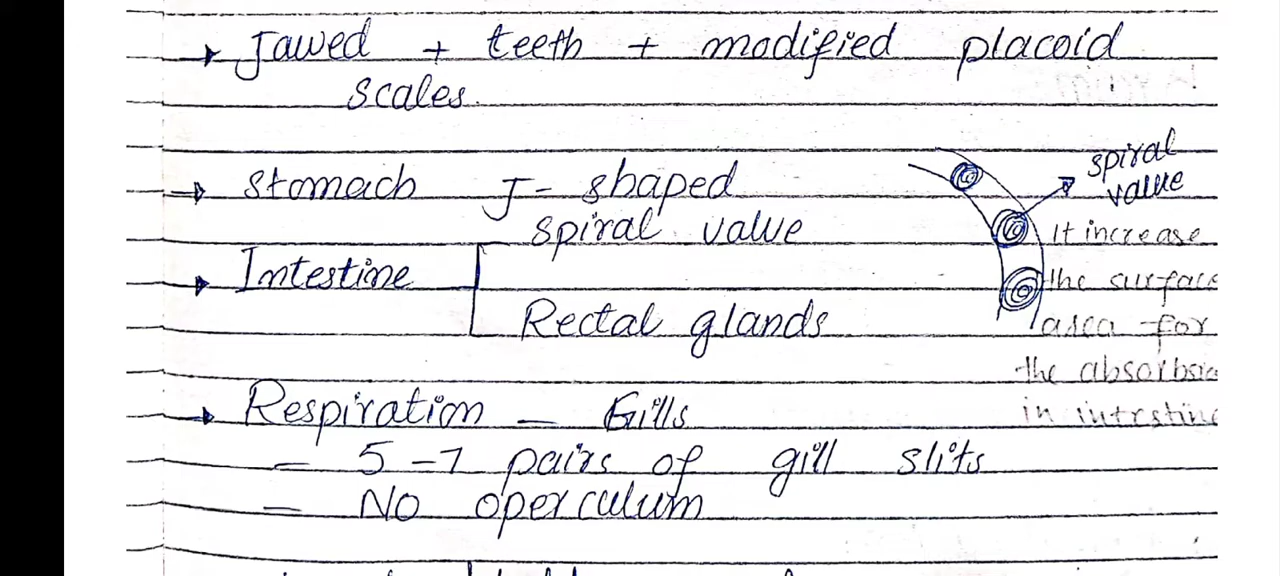 → Jawed + teeth + modified placoid
scales.
→ stomach J- shaped
spiral valve
→ Intestine
Rectal glands
spiral
valve
It increase
the surface
area for
the absorbsio
in intestine
→ Respiration – Gills
= 5-7 pairs of gill slits
= NO operculum